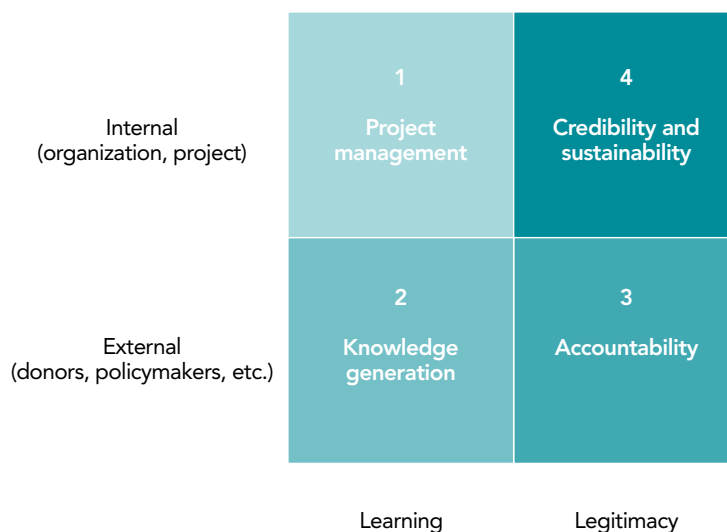 1
Project
management
4
Credibility and
sustainability
Internal
(organization, project)
2
Knowledge
generation
3
Accountability
External
(donors, policymakers, etc.)
Learning
Legitimacy